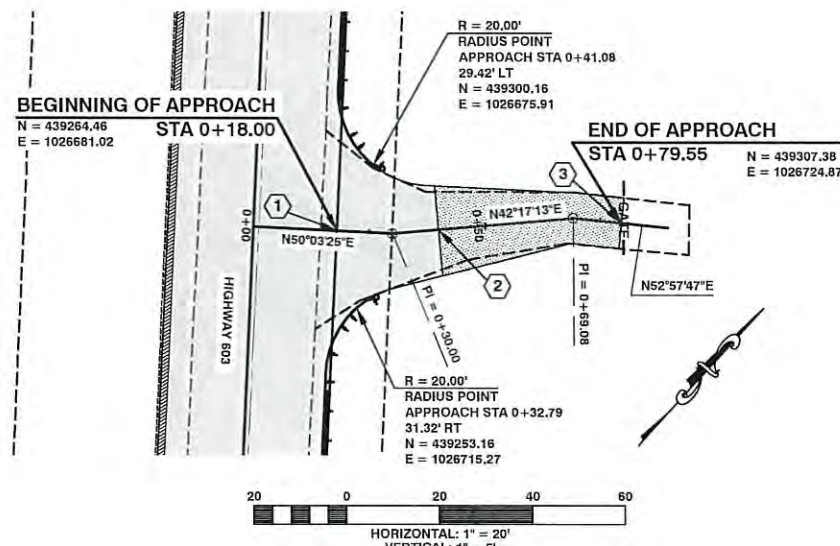 R = 20.00'
RADIUS POINT
APPROACH STA 0+41.08
29.42' LT
N = 439300.16
E = 1026675.91
BEGINNING OF APPROACH
N = 439264.46
E = 1026681.02
STA 0+18.00
END OF APPROACH
STA 0+79.55
N = 439307.38
E = 1026724.87
3
1
0+00
N50°03'25"E
N42°17'13"E
0+50
GATE
N52°57'47"E
2
HIGHWAY 603
PI = 0+30.00
PI = 0+69.08
R = 20.00'
RADIUS POINT
APPROACH STA 0+32.79
31.32' RT
N = 439253.16
E = 1026715.27
20 0 20 40 60
HORIZONTAL: 1" = 20'